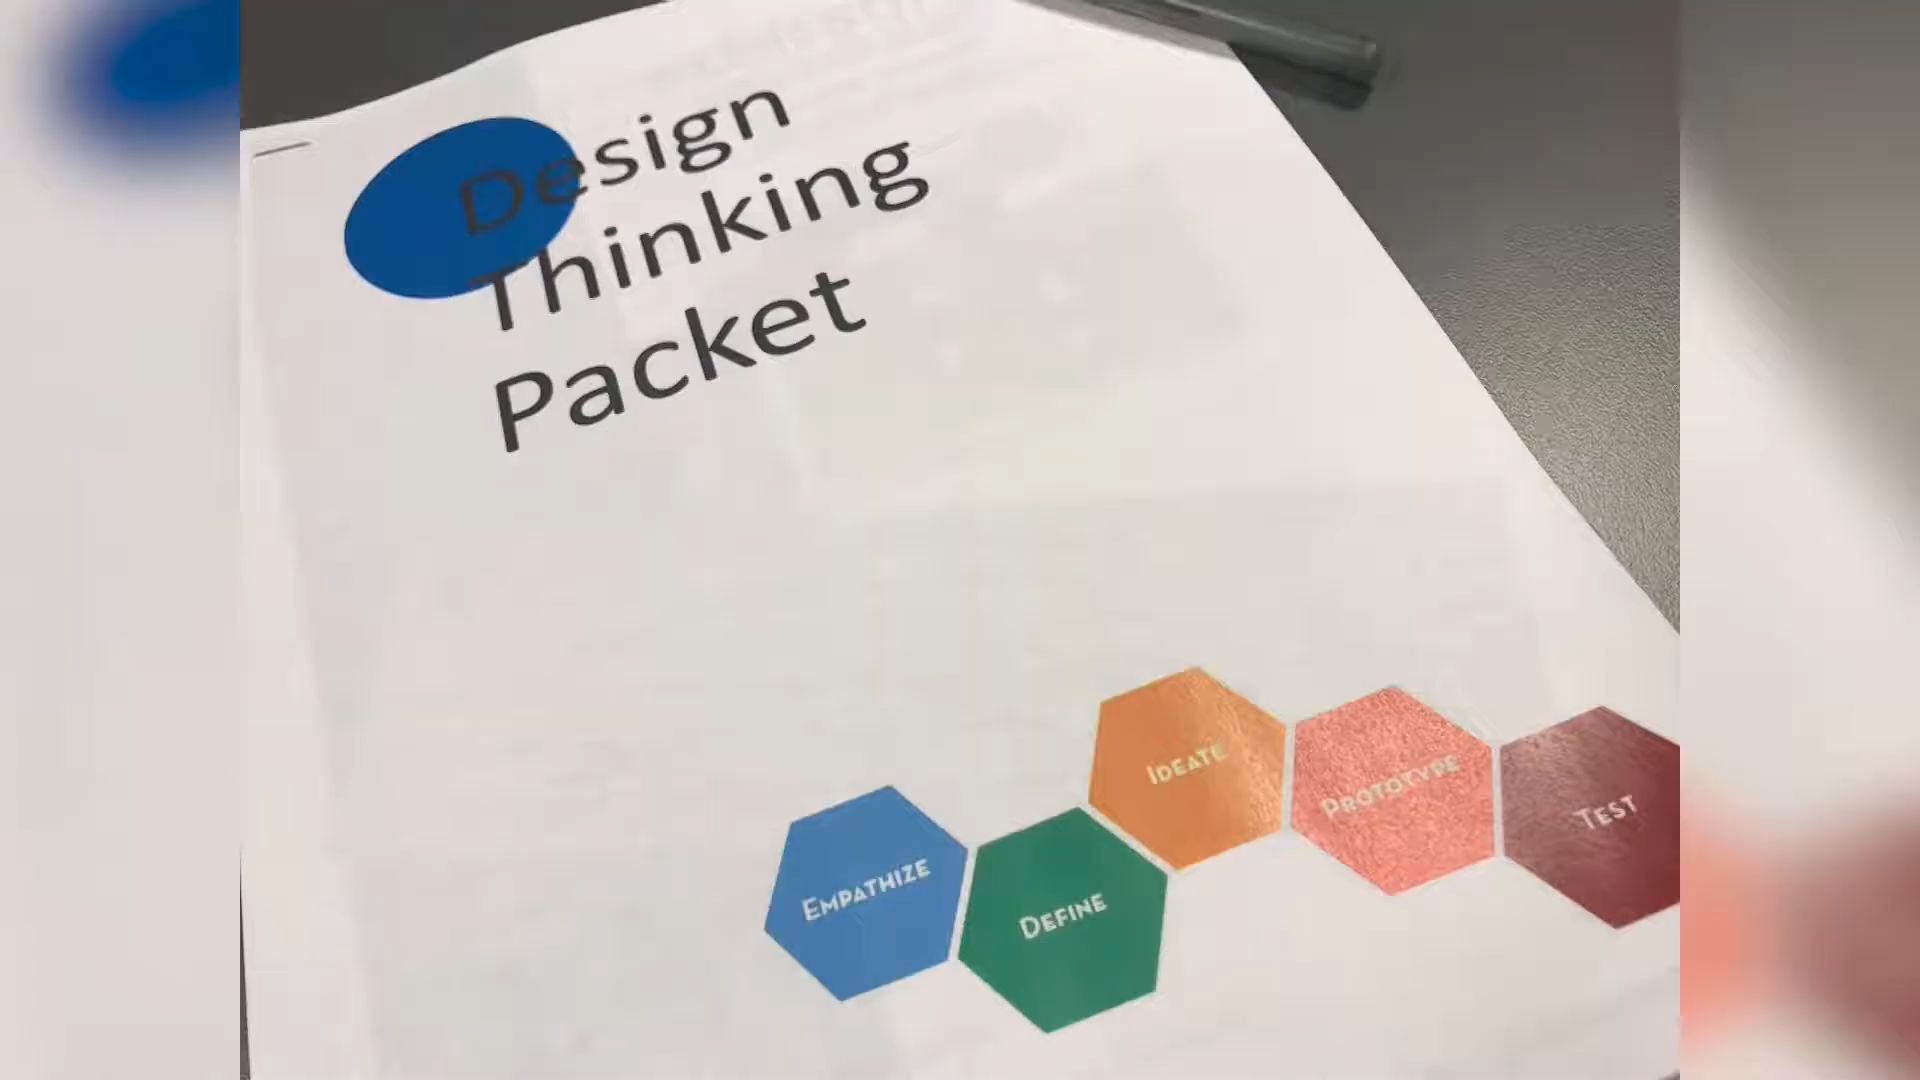 Design
Thinking
Packet
EMPATHIZE
DEFINE
IDEATE
PROTOTYPE
TEST